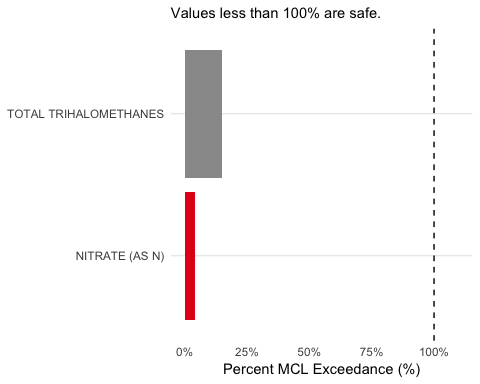 Values less than 100% are safe.
TOTAL TRIHALOMETHANES
NITRATE (AS N)
0% 25% 50% 75% 100%
Percent MCL Exceedance (%)